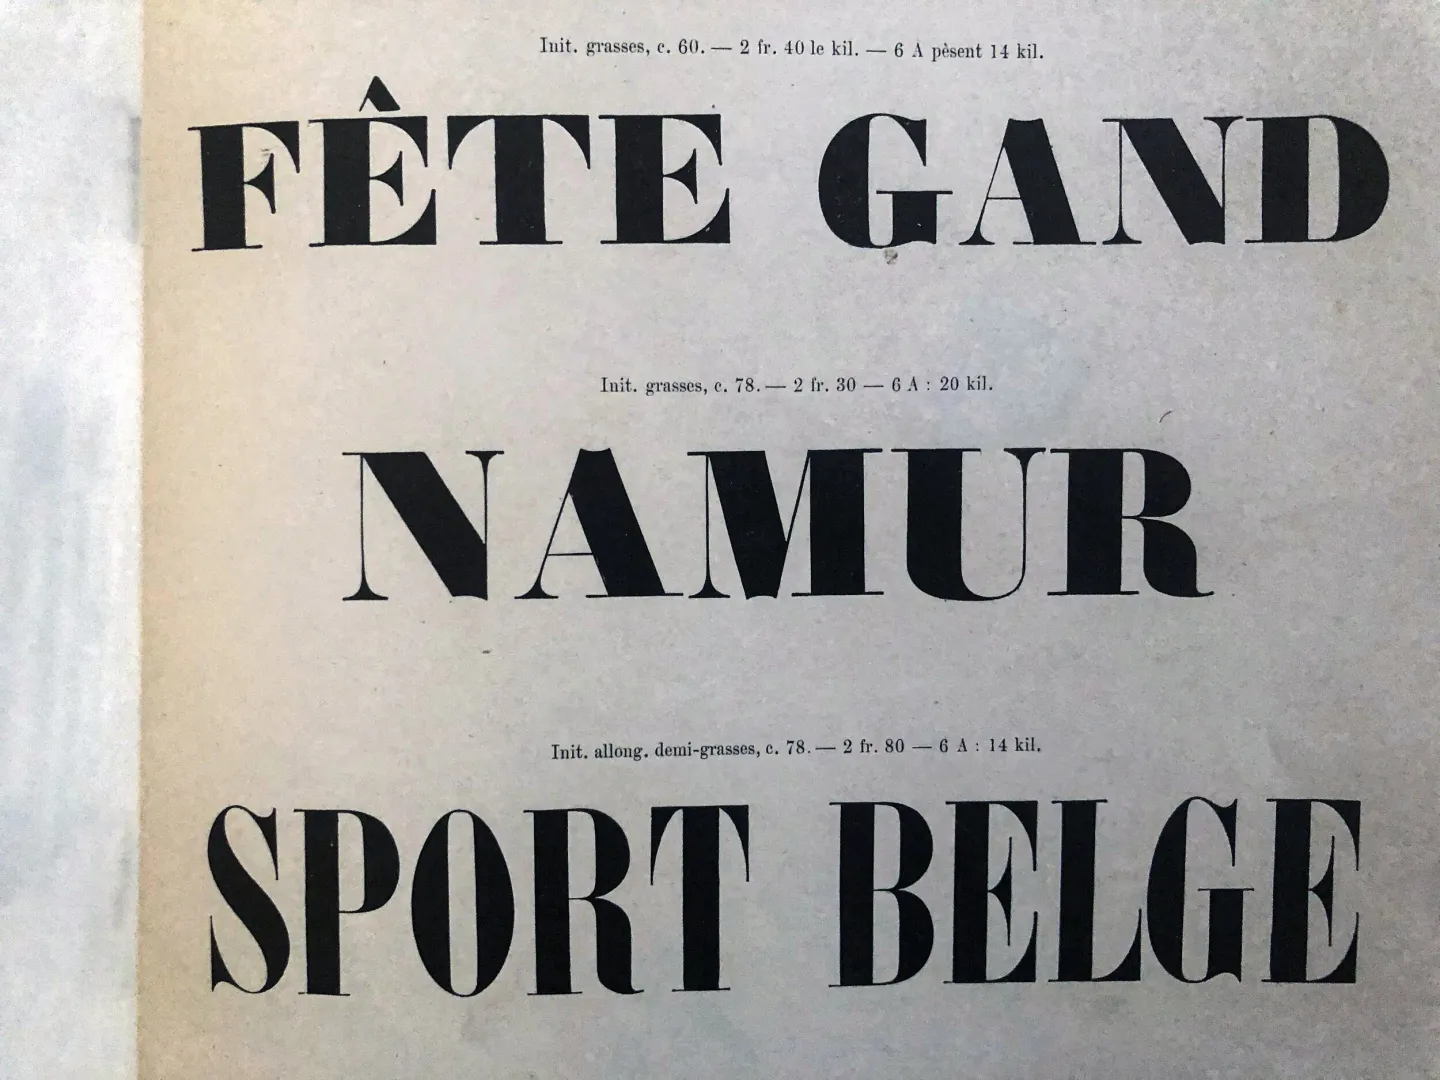 Init. grasses, c. 60. — 2 fr. 40 le kil. — 6 A pèsent 14 kil.
FÊTE GAND
Init. grasses, c. 78. — 2 fr. 30 — 6 A : 20 kil.
NAMUR
Init. allong. demi-grasses, c. 78. — 2 fr. 80 — 6 A : 14 kil.
SPORT BELGE